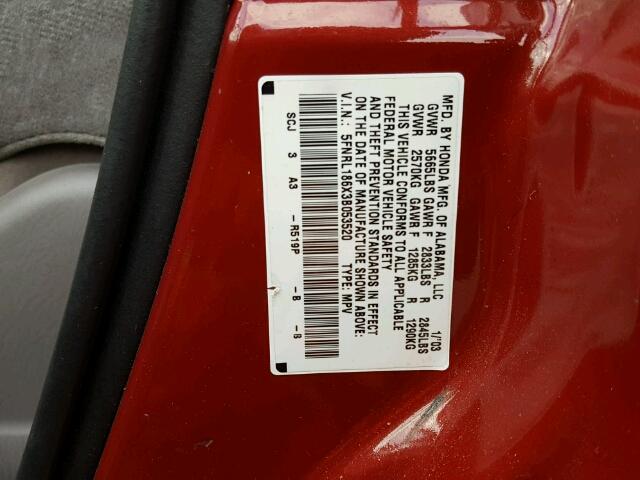 MFD. BY HONDA MFG. OF ALABAMA, LLC 1/'03
GVWR 5665LBS GAWR F 2833LBS R 2845LBS
GVWR 2570KG GAWR F 1285KG R 1290KG
THIS VEHICLE CONFORMS TO ALL APPLICABLE
FEDERAL MOTOR VEHICLE SAFETY
AND THEFT PREVENTION STANDARDS IN EFFECT
ON THE DATE OF MANUFACTURE SHOWN ABOVE.
V.I.N.: 5FNRL186X3B053520 TYPE: MPV
SCJ 3 A3 -R519P -B -B